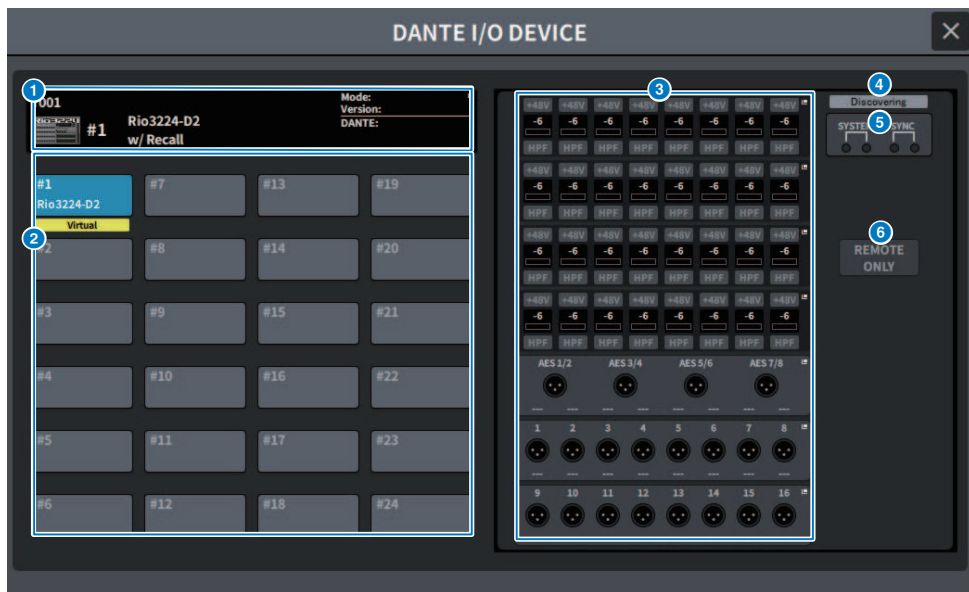 DANTE I/O DEVICE
1
001
Mode:
Version:
DANTE:
#1
Rio3224-D2
w/ Recall
2
#1
Rio3224-D2
Virtual
#7
#13
#19
#2
#8
#14
#20
#3
#9
#15
#21
#4
#10
#16
#22
#5
#11
#17
#23
#6
#12
#18
#24
3
+48V +48V +48V +48V +48V +48V +48V +48V
-6 -6 -6 -6 -6 -6 -6 -6
HPF HPF HPF HPF HPF HPF HPF HPF
+48V +48V +48V +48V +48V +48V +48V +48V
-6 -6 -6 -6 -6 -6 -6 -6
HPF HPF HPF HPF HPF HPF HPF HPF
+48V +48V +48V +48V +48V +48V +48V +48V
-6 -6 -6 -6 -6 -6 -6 -6
HPF HPF HPF HPF HPF HPF HPF HPF
+48V +48V +48V +48V +48V +48V +48V +48V
-6 -6 -6 -6 -6 -6 -6 -6
HPF HPF HPF HPF HPF HPF HPF HPF
AES 1/2 AES 3/4 AES 5/6 AES 7/8
--- --- --- --- --- --- --- ---
1 2 3 4 5 6 7 8
--- --- --- --- --- --- --- ---
9 10 11 12 13 14 15 16
4
Discovering
5
SYSTEM SYNC
6
REMOTE
ONLY